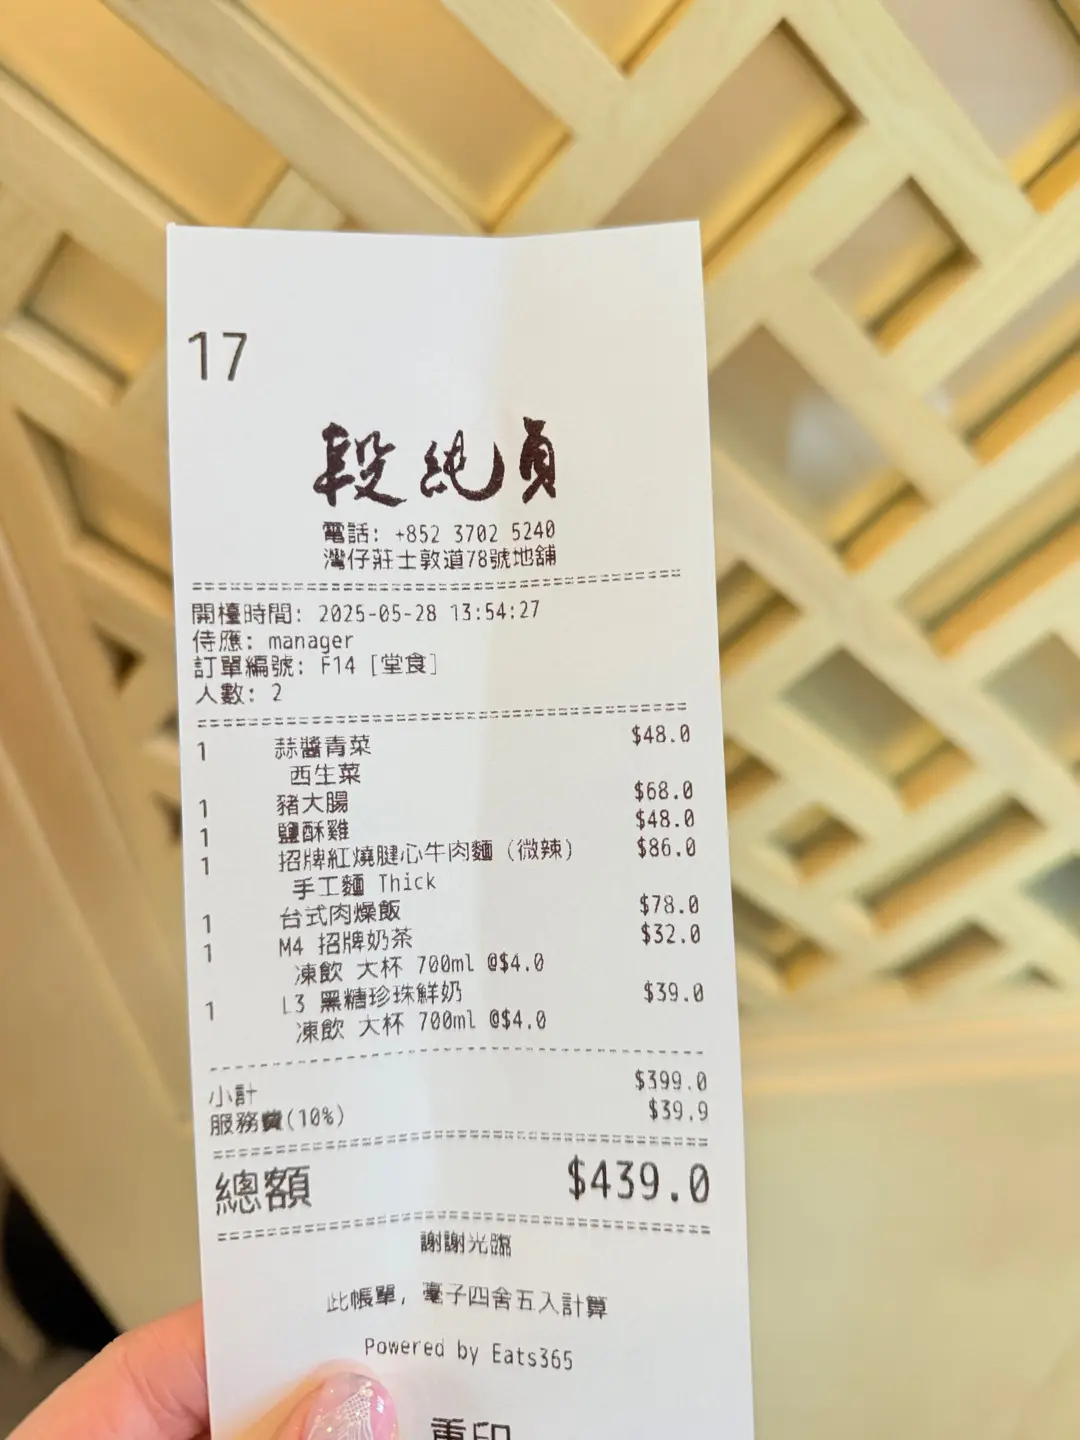 17
段純貞
電話: +852 3702 5240
灣仔莊士敦道78號地舖
開檯時間: 2025-05-28 13:54:27
侍應: manager
訂單編號: F14 [堂食]
人數: 2
1 蒜醬青菜 $48.0
西生菜
1 豬大腸 $68.0
1 鹽酥雞 $48.0
1 招牌紅燒腱心牛肉麵 (微辣) $86.0
手工麵 Thick
1 台式肉燥飯 $78.0
1 M4 招牌奶茶 $32.0
凍飲 大杯 700ml @$4.0
1 L3 黑糖珍珠鮮奶 $39.0
凍飲 大杯 700ml @$4.0
小計 $399.0
服務費(10%) $39.9
總額 $439.0
謝謝光臨
此帳單, 毫子四舍五入計算
Powered by Eats365
重印